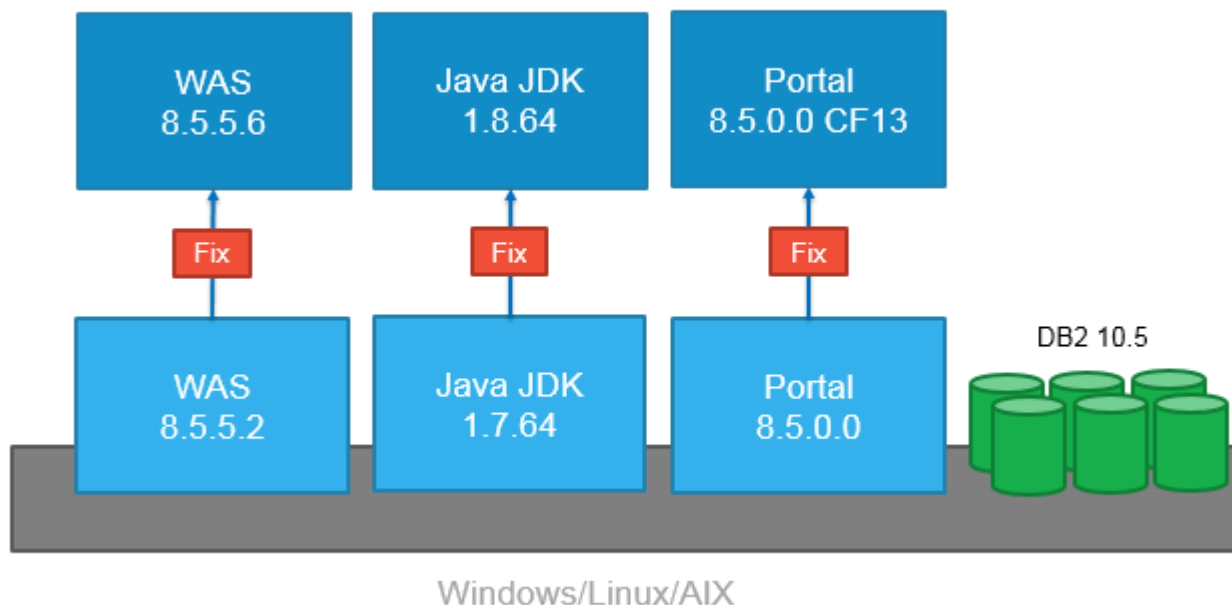 WAS
8.5.5.6
Java JDK
1.8.64
Portal
8.5.0.0 CF13
Fix
Fix
Fix
WAS
8.5.5.2
Java JDK
1.7.64
Portal
8.5.0.0
DB2 10.5
Windows/Linux/AIX